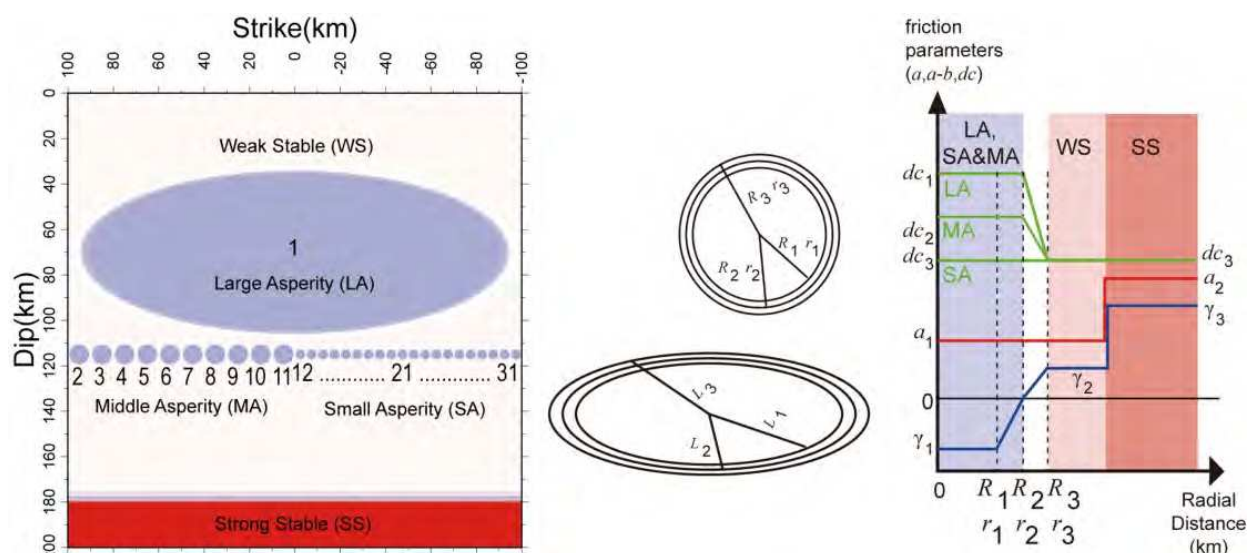 Strike(km)
100 80 60 40 20 0 -20 -40 -60 -80 -100
Dip(km)
0
20
40
60
80
100
120
140
160
180
200
Weak Stable (WS)
1
Large Asperity (LA)
2 3 4 5 6 7 8 9 10 11 12 ........... 21 ............ 31
Middle Asperity (MA) Small Asperity (SA)
Strong Stable (SS)
R3 r3
R1 r1
R2 r2
L3
L1
L2
friction
parameters
(a,a-b,dc)
LA,
SA&MA
WS
SS
dc1
LA
MA
dc2
dc3
SA
dc3
a2
γ3
a1
γ2
0
γ1
0
R1 R2 R3
r1 r2 r3
Radial
Distance
(km)